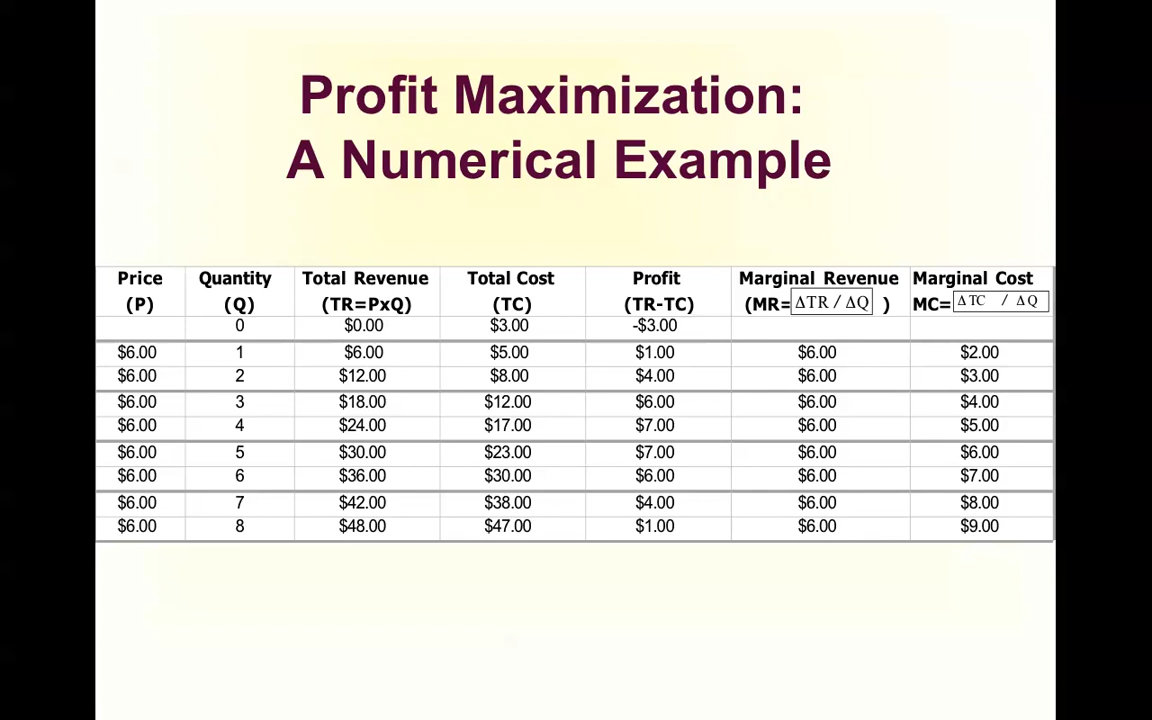 Profit Maximization:
A Numerical Example
Price Quantity Total Revenue Total Cost Profit Marginal Revenue Marginal Cost
(P) (Q) (TR=PxQ) (TC) (TR-TC) (MR= ΔTR / ΔQ ) MC= ΔTC / ΔQ
0 $0.00 $3.00 -$3.00
$6.00 1 $6.00 $5.00 $1.00 $6.00 $2.00
$6.00 2 $12.00 $8.00 $4.00 $6.00 $3.00
$6.00 3 $18.00 $12.00 $6.00 $6.00 $4.00
$6.00 4 $24.00 $17.00 $7.00 $6.00 $5.00
$6.00 5 $30.00 $23.00 $7.00 $6.00 $6.00
$6.00 6 $36.00 $30.00 $6.00 $6.00 $7.00
$6.00 7 $42.00 $38.00 $4.00 $6.00 $8.00
$6.00 8 $48.00 $47.00 $1.00 $6.00 $9.00